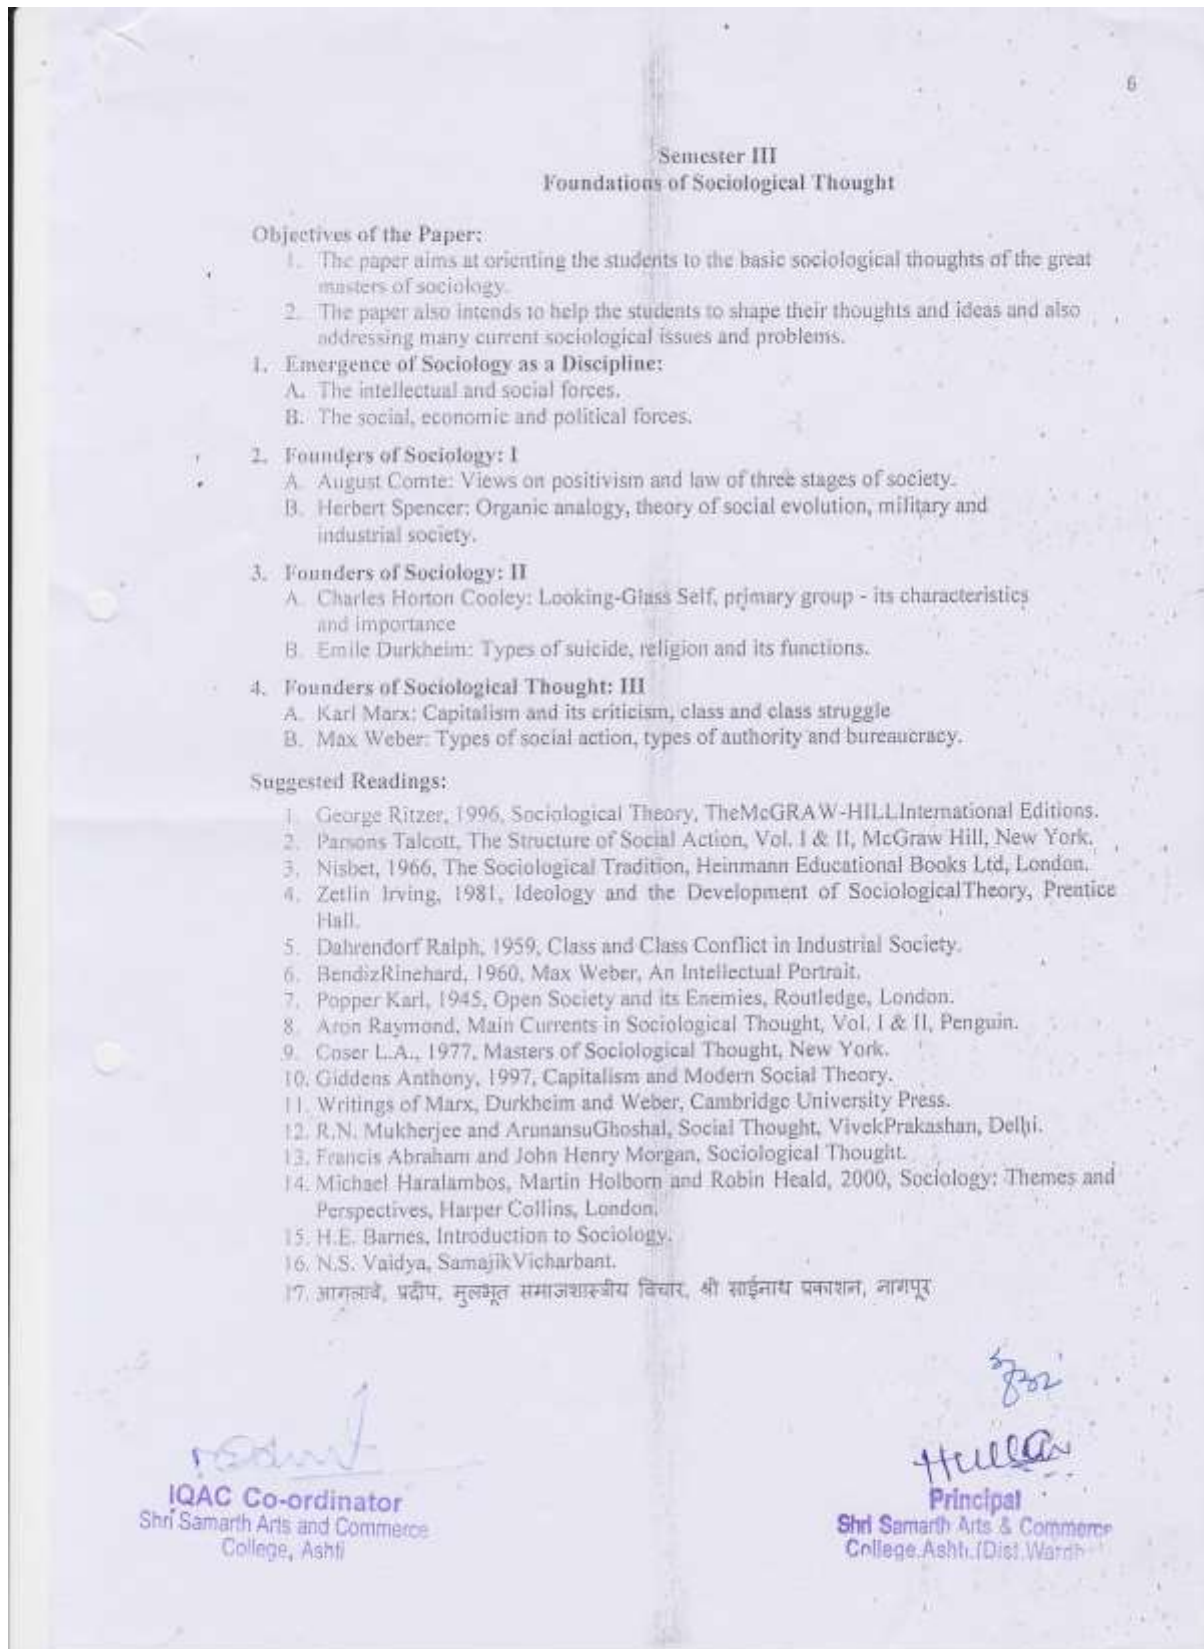 6
Semester III
Foundations of Sociological Thought
Objectives of the Paper:
1. The paper aims at orienting the students to the basic sociological thoughts of the great
masters of sociology.
2. The paper also intends to help the students to shape their thoughts and ideas and also
addressing many current sociological issues and problems.
1. Emergence of Sociology as a Discipline:
A. The intellectual and social forces.
B. The social, economic and political forces.
2. Founders of Sociology: I
A. August Comte: Views on positivism and law of three stages of society.
B. Herbert Spencer: Organic analogy, theory of social evolution, military and
industrial society.
3. Founders of Sociology: II
A. Charles Horton Cooley: Looking-Glass Self, primary group - its characteristics
and importance
B. Emile Durkheim: Types of suicide, religion and its functions.
4. Founders of Sociological Thought: III
A. Karl Marx: Capitalism and its criticism, class and class struggle
B. Max Weber: Types of social action, types of authority and bureaucracy.
Suggested Readings:
1. George Ritzer, 1996, Sociological Theory, TheMcGRAW-HILLInternational Editions.
2. Parsons Talcott, The Structure of Social Action, Vol. I & II, McGraw Hill, New York.
3. Nisbet, 1966, The Sociological Tradition, Heinmann Educational Books Ltd, London.
4. Zetlin Irving, 1981, Ideology and the Development of SociologicalTheory, Prentice
Hall.
5. Dahrendorf Ralph, 1959, Class and Class Conflict in Industrial Society.
6. BendizRinehard, 1960, Max Weber, An Intellectual Portrait.
7. Popper Karl, 1945, Open Society and its Enemies, Routledge, London.
8. Aron Raymond, Main Currents in Sociological Thought, Vol. I & II, Penguin.
9. Coser L.A., 1977, Masters of Sociological Thought, New York.
10. Giddens Anthony, 1997, Capitalism and Modern Social Theory.
11. Writings of Marx, Durkheim and Weber, Cambridge University Press.
12. R.N. Mukherjee and ArunansuGhoshal, Social Thought, VivekPrakashan, Delhi.
13. Francis Abraham and John Henry Morgan, Sociological Thought.
14. Michael Haralambos, Martin Holborn and Robin Heald, 2000, Sociology: Themes and
Perspectives, Harper Collins, London.
15. H.E. Barnes, Introduction to Sociology.
16. N.S. Vaidya, SamajikVicharbant.
17. आगलावे, प्रदीप, मुलभूत समाजशास्त्रीय विचार, श्री साईनाथ प्रकाशन, नागपूर
IQAC Co-ordinator
Shri Samarth Arts and Commerce
College, Ashti
Principal
Shri Samarth Arts & Commerce
College.Ashti.(Dist.